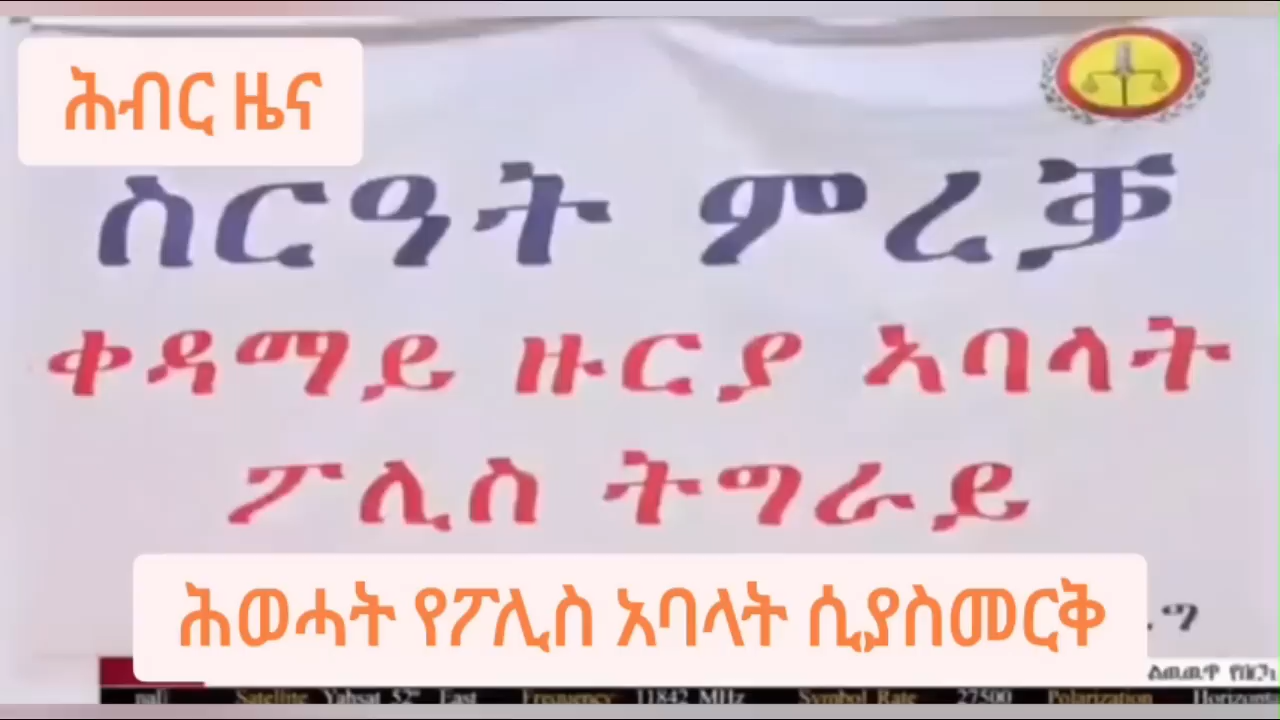 ሕብር ዜና
ስርዓት ምረቓ
ቀዳማይ ዙርያ ኣባላት
ፖሊስ ትግራይ
ሕወሓት የፖሊስ አባላት ሲያስመርቅ
Satellite Yahsat 52° East Frequency 11842 MHz Symbol Rate 27500 Polarization